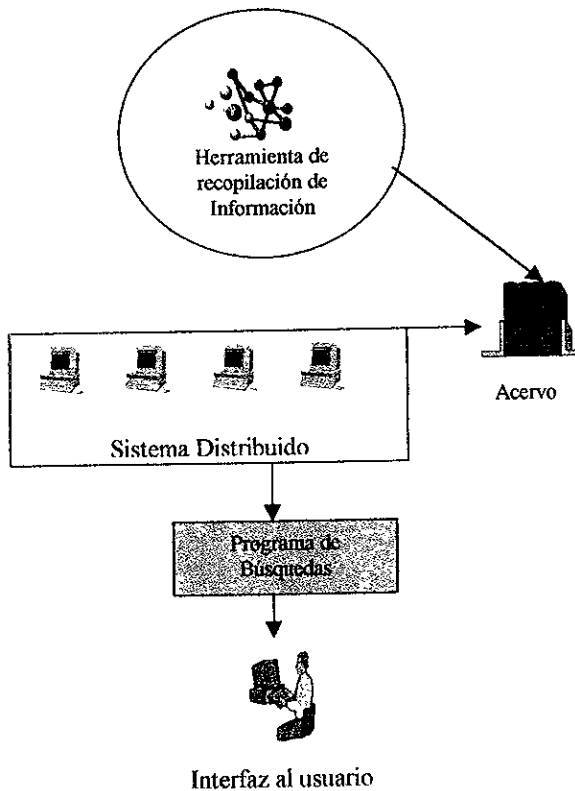 Herramienta de
recopilación de
Información
Acervo
Sistema Distribuido
Programa de
Búsquedas
Interfaz al usuario